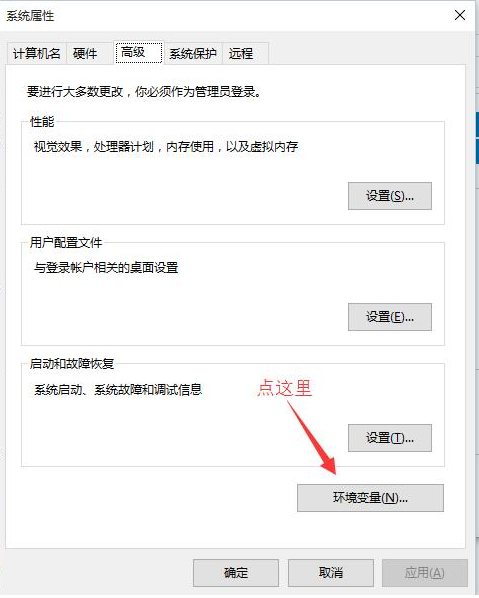 系统属性
计算机名 硬件 高级 系统保护 远程
要进行大多数更改，你必须作为管理员登录。
性能
视觉效果，处理器计划，内存使用，以及虚拟内存
设置(S)...
用户配置文件
与登录帐户相关的桌面设置
设置(E)...
启动和故障恢复
系统启动、系统故障和调试信息
点这里
设置(T)...
环境变量(N)...
确定 取消 应用(A)